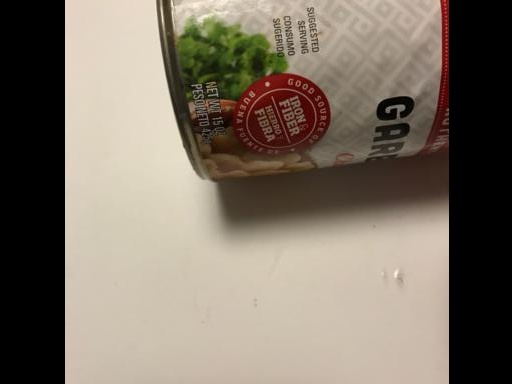 SUGGESTED
SERVING
CONSUMO
SUGERIDO
GOOD SOURCE OF
IRON &
FIBER
HIERRO Y
FIBRA
BUENA FUENTE DE
NET WT 15 OZ
PESO NETO
GAR